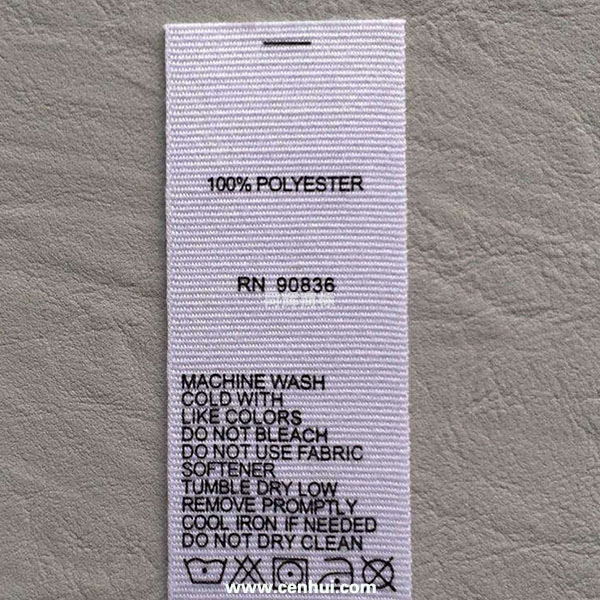 100% POLYESTER
RN 90836
MACHINE WASH
COLD WITH
LIKE COLORS
DO NOT BLEACH
DO NOT USE FABRIC
SOFTENER
TUMBLE DRY LOW
REMOVE PROMPTLY
COOL IRON IF NEEDED
DO NOT DRY CLEAN
www.cenhui.com